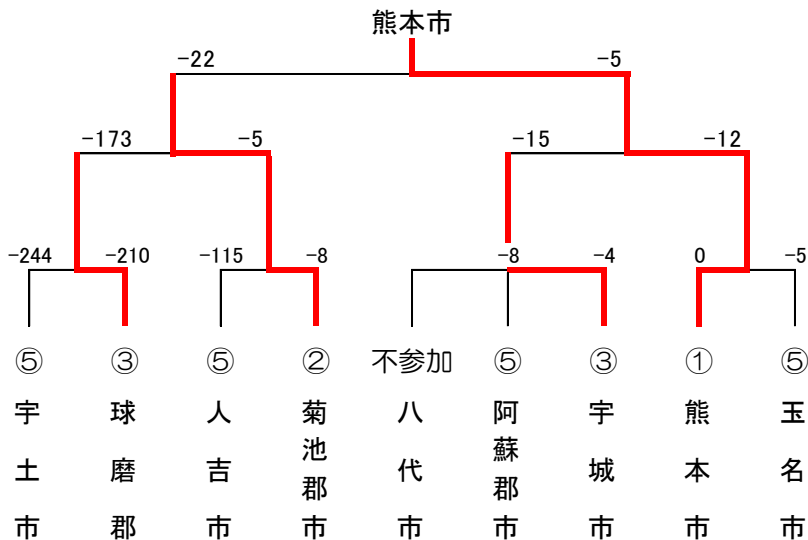 熊本市
-22 -5
-173 -5 -15 -12
-244 -210 -115 -8 -8 -4 0 -5
⑤ ③ ⑤ ② 不参加 ⑤ ③ ① ⑤
宇土市 球磨郡 人吉市 菊池郡市 八代市 阿蘇郡市 宇城市 熊本市 玉名市